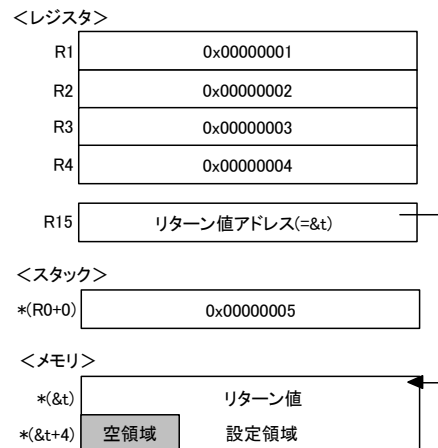 <レジスタ>
R1 0x00000001
R2 0x00000002
R3 0x00000003
R4 0x00000004
R15 リターン値アドレス(=&t)
<スタック>
*(R0+0) 0x00000005
<メモリ>
*(&t) リターン値
*(&t+4) 空領域 設定領域